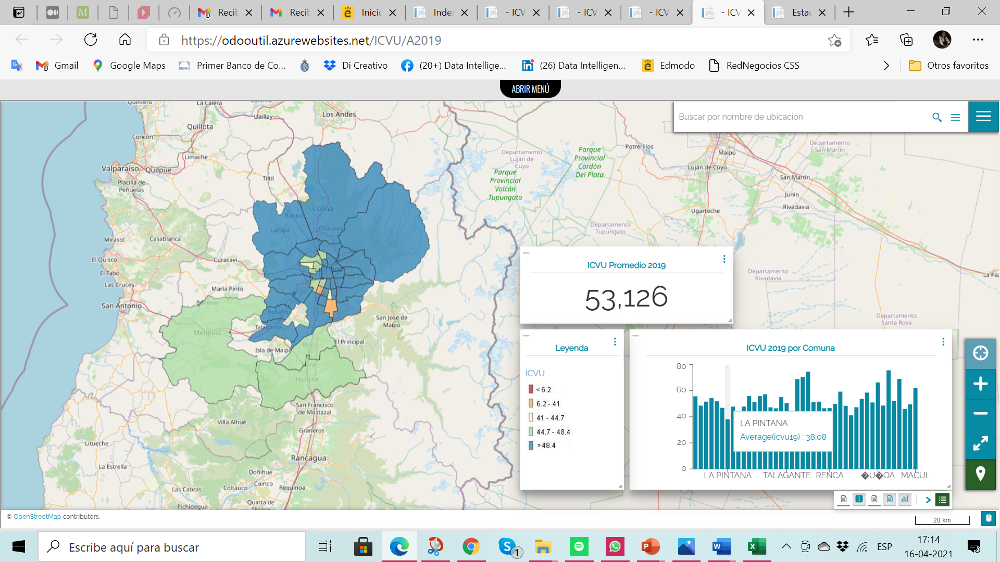 Recib
Recib
Inicio
Index
- ICV
- ICV
- ICV
- ICV
Estad
https://odooutil.azurewebsites.net/ICVU/A2019
Gmail
Google Maps
Primer Banco de Co...
Di Creativo
(20+) Data Intellige...
(26) Data Intelligen...
Edmodo
RedNegocios CSS
Otros favoritos
ABRIR MENÚ
Buscar por nombre de ubicación
Quintero
La Calera
Llaillay
Los Andes
Quillota
Concón
Limache
Valparaíso
Quilpué
Placilla de
Peñuelas
Tiltil
Colina
Batuco
Lampa
Chicureo
Mirasol
Casablanca
El Quisco
Curacaví
El Tabo
Santiago
Las Cruces
María Pinto
San Antonio
Bollenar
Peñaflor
Melipilla
Talagante
San José de
Maipo
El Principal
Isla de Maipo
Buin
Paine
Hospital
San Francisco
de Mostazal
Villa Alhué
Graneros
Litueche
Rancagua
La Estrella
Doñihue
Coinco
Coltauco
Requinoa
Las Cabras
Quinta de
Tilcoco
Pichidegua
Departamento
Luján de
Cuyo
Parque
Provincial
Cordón
Del Plata
Parque
Provincial
Volcán
Tupungato
Potrerillos
Maipú
Departamento
San Martín
Luján de Cuyo
San Martín
Junín
Rivadavia
Ugarteche
Departamento
Tupungato
Departamento
Rivadavia
La Paz
Departamento
Santa Rosa
ICVU Promedio 2019
53,126
Leyenda
ICVU
< 6.2
6.2 - 41
41 - 44.7
44.7 - 48.4
> 48.4
ICVU 2019 por Comuna
80
60
40
20
0
LA PINTANA
Average(icvu19) : 38.08
LA PINTANA
TALAGANTE
RENCA
�U�OA
MACUL
1
© OpenStreetMap contributors.
20 km
Escribe aquí para buscar
1
ESP
17:14
16-04-2021